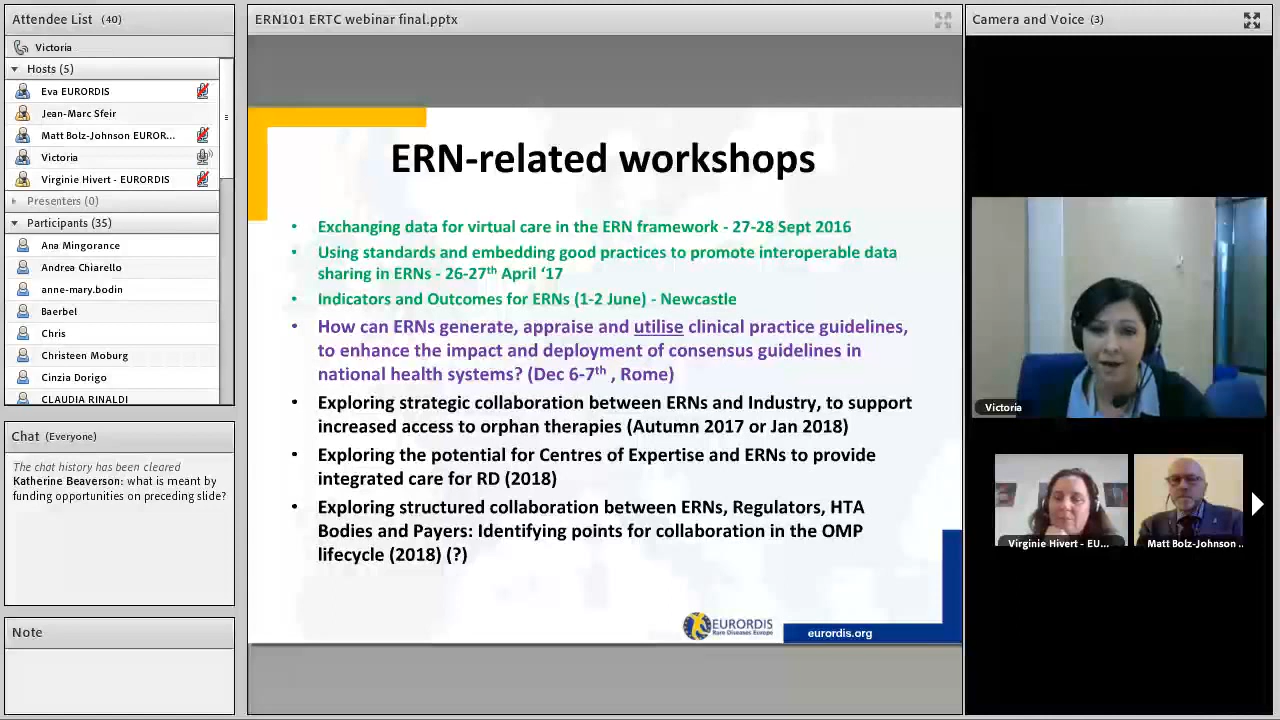 Attendee List (40)
Victoria
Hosts (5)
Eva EURORDIS
Jean-Marc Sfeir
Matt Bolz-Johnson EUROR...
Victoria
Virginie Hivert - EURORDIS
Presenters (0)
Participants (35)
Ana Mingorance
Andrea Chiarello
anne-mary.bodin
Baerbel
Chris
Christeen Moburg
Cinzia Dorigo
CLAUDIA RINALDI
Chat (Everyone)
The chat history has been cleared
Katherine Beaverson: what is meant by
funding opportunities on preceding slide?
Note
ERN101 ERTC webinar final.pptx
ERN-related workshops
• Exchanging data for virtual care in the ERN framework - 27-28 Sept 2016
• Using standards and embedding good practices to promote interoperable data
sharing in ERNs - 26-27th April ‘17
• Indicators and Outcomes for ERNs (1-2 June) - Newcastle
• How can ERNs generate, appraise and utilise clinical practice guidelines,
to enhance the impact and deployment of consensus guidelines in
national health systems? (Dec 6-7th , Rome)
• Exploring strategic collaboration between ERNs and Industry, to support
increased access to orphan therapies (Autumn 2017 or Jan 2018)
• Exploring the potential for Centres of Expertise and ERNs to provide
integrated care for RD (2018)
• Exploring structured collaboration between ERNs, Regulators, HTA
Bodies and Payers: Identifying points for collaboration in the OMP
lifecycle (2018) (?)
EURORDIS
Rare Diseases Europe
eurordis.org
Camera and Voice (3)
Victoria
Virginie Hivert - EU...
Matt Bolz-Johnson ..